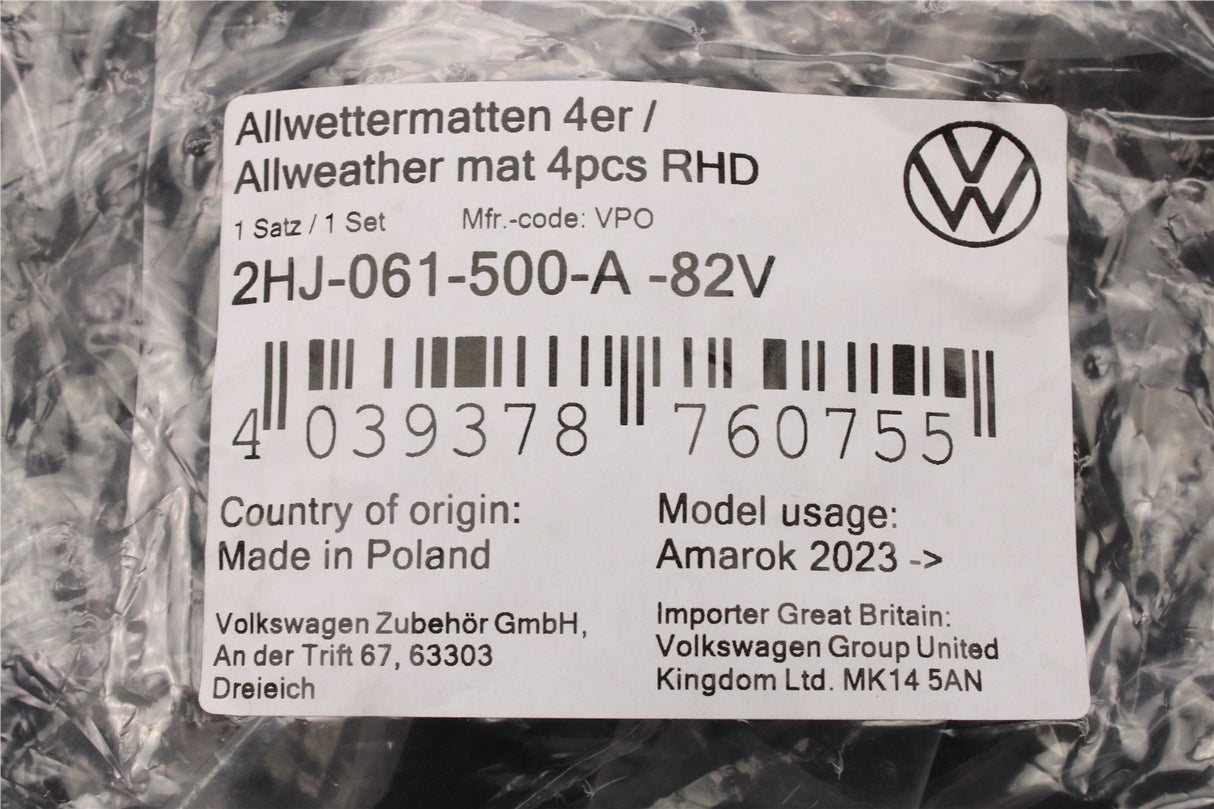 Allwettermatten 4er /
Allweather mat 4pcs RHD
1 Satz / 1 Set Mfr.-code: VPO
2HJ-061-500-A -82V
4 039378 760755
Country of origin:
Made in Poland
Model usage:
Amarok 2023 ->
Volkswagen Zubehör GmbH,
An der Trift 67, 63303
Dreieich
Importer Great Britain:
Volkswagen Group United
Kingdom Ltd. MK14 5AN